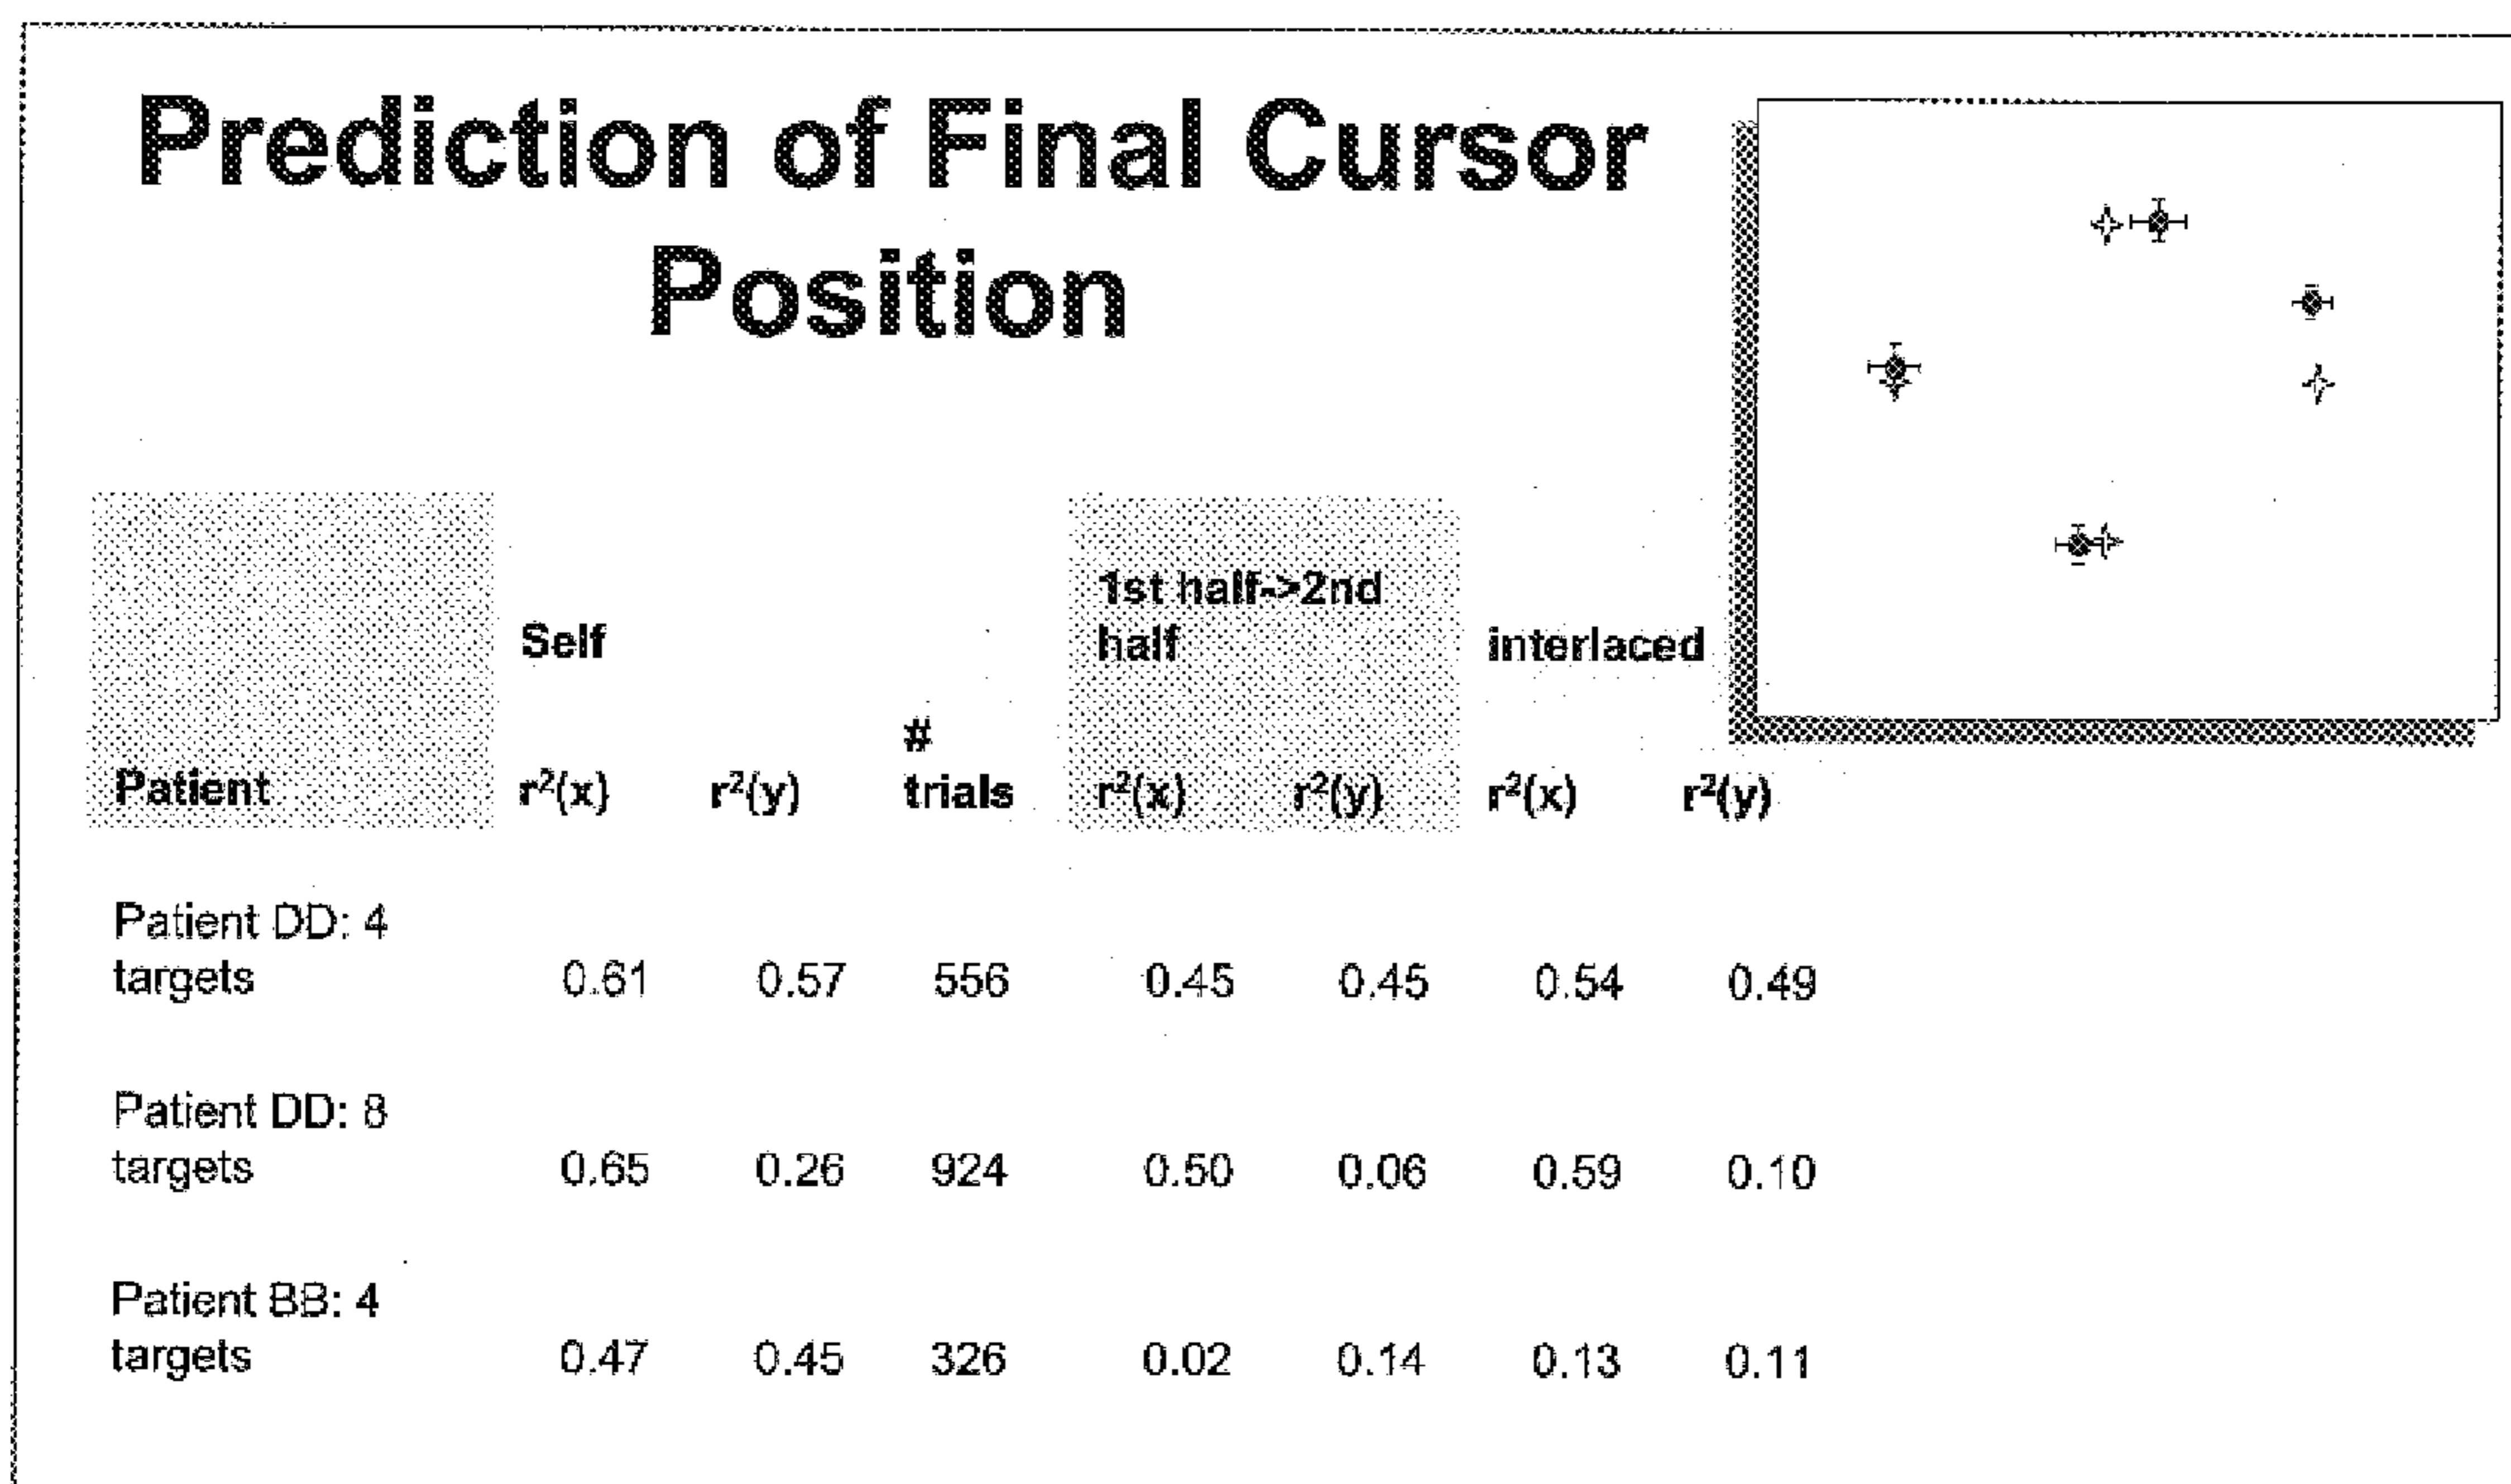 Prediction of Final Cursor
Position
1st half->2nd
Self half interlaced
#
Patient r²(x) r²(y) trials r²(x) r²(y) r²(x) r²(y)
Patient DD: 4
targets 0.61 0.57 556 0.45 0.45 0.54 0.49
Patient DD: 8
targets 0.65 0.26 924 0.50 0.06 0.59 0.10
Patient BB: 4
targets 0.47 0.45 326 0.02 0.14 0.13 0.11